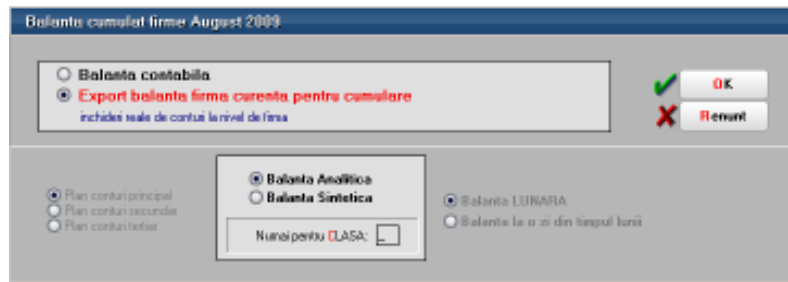 Balanta cumulat firme August 2009
Balanta contabila
Export balanta firma curenta pentru cumulare
inchideri reale de conturi la nivel de firma
OK
Renunt
Plan conturi principal
Plan conturi secundar
Plan conturi tertiar
Balanta Analitica
Balanta Sintetica
Numai pentru CLASA: _
Balanta LUNARA
Balanta la o zi din timpul lunii